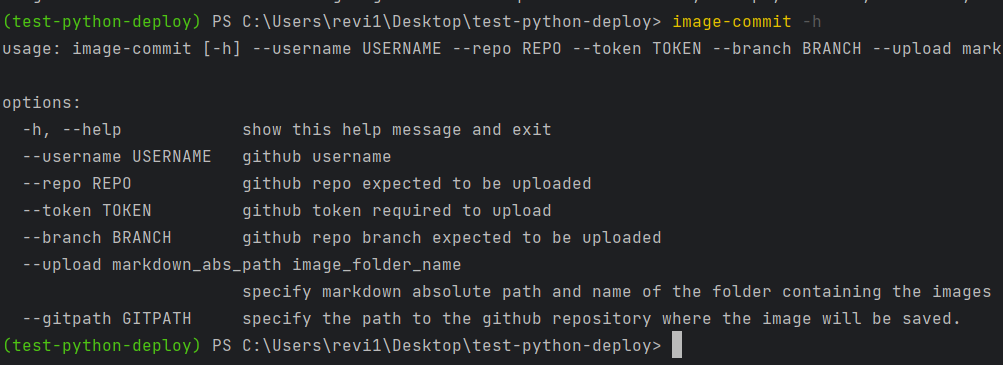 (test-python-deploy) PS C:\Users\revi1\Desktop\test-python-deploy> image-commit -h
usage: image-commit [-h] --username USERNAME --repo REPO --token TOKEN --branch BRANCH --upload mark
options:
-h, --help show this help message and exit
--username USERNAME github username
--repo REPO github repo expected to be uploaded
--token TOKEN github token required to upload
--branch BRANCH github repo branch expected to be uploaded
--upload markdown_abs_path image_folder_name
specify markdown absolute path and name of the folder containing the images
--gitpath GITPATH specify the path to the github repository where the image will be saved.
(test-python-deploy) PS C:\Users\revi1\Desktop\test-python-deploy>